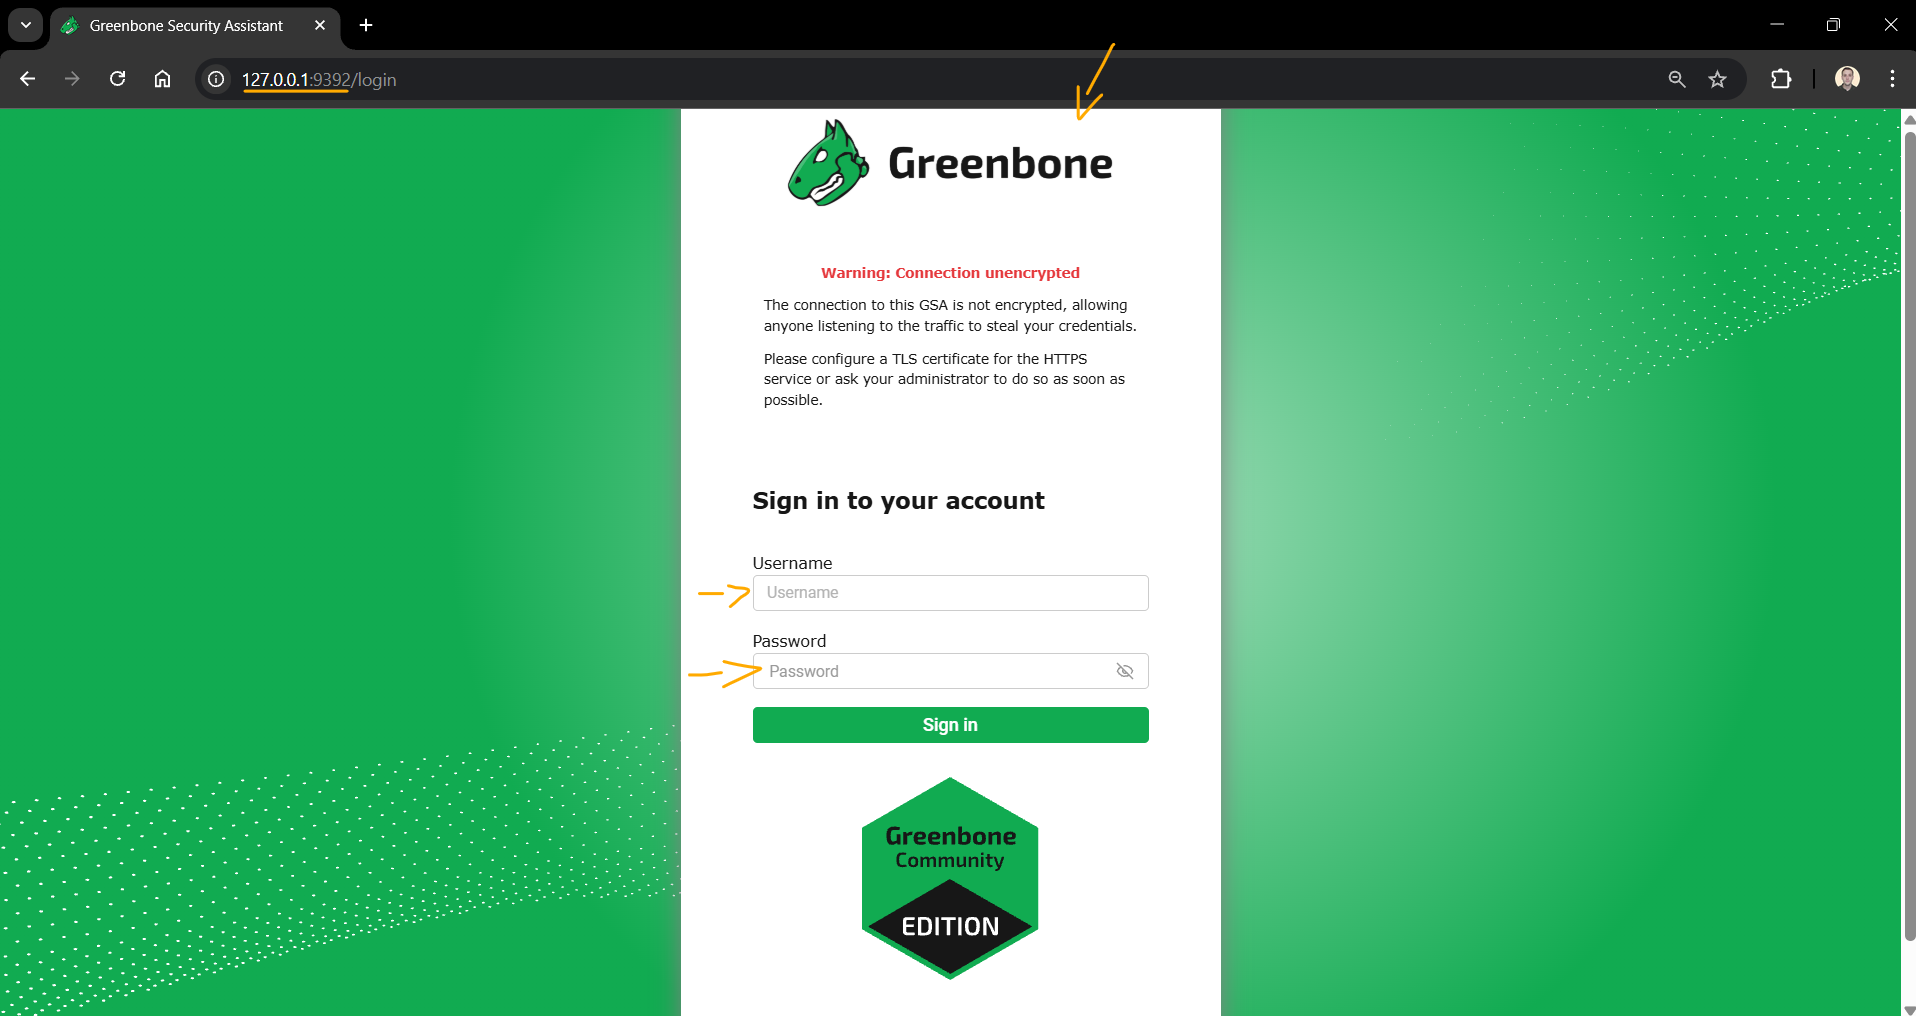 Greenbone Security Assistant
127.0.0.1:9392/login
Greenbone
Warning: Connection unencrypted
The connection to this GSA is not encrypted, allowing
anyone listening to the traffic to steal your credentials.
Please configure a TLS certificate for the HTTPS
service or ask your administrator to do so as soon as
possible.
Sign in to your account
Username
Username
Password
Password
Sign in
Greenbone
Community
EDITION